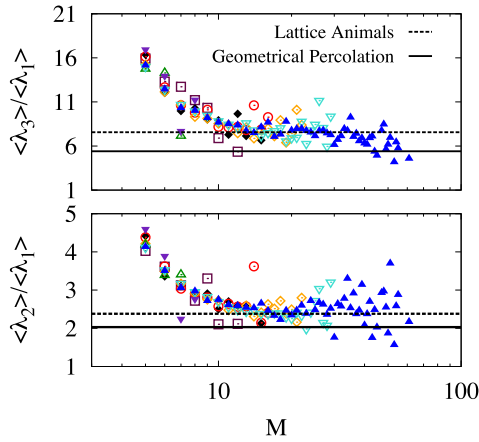 21
16
11
6
1
<λ3>/<λ1>
Lattice Animals
Geometrical Percolation
5
4
3
2
1
<λ2>/<λ1>
10
100
M